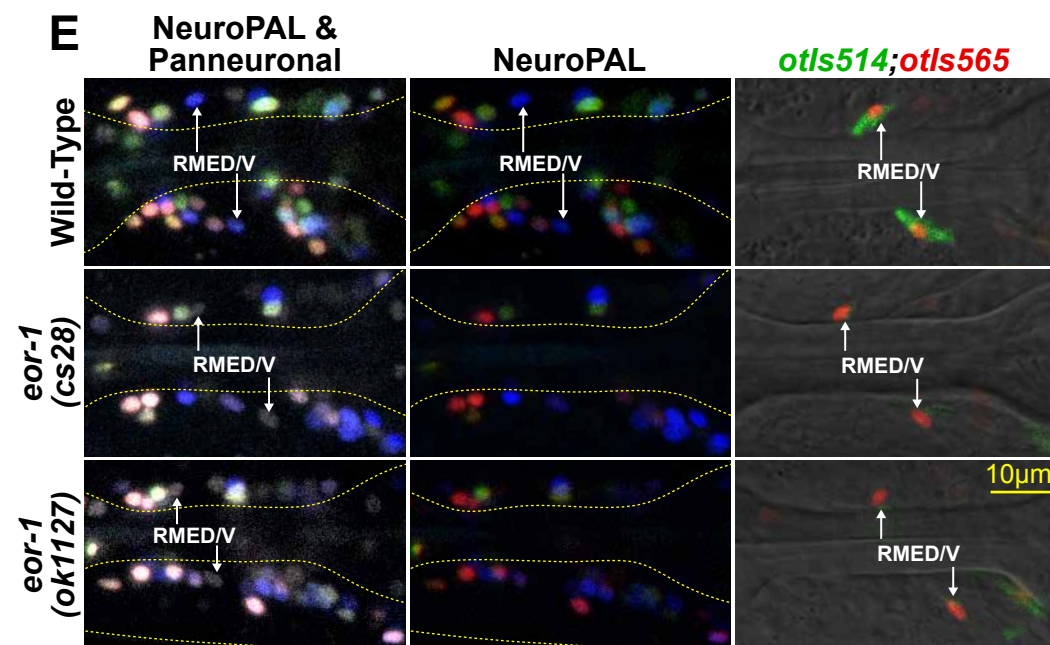 E
NeuroPAL &
Panneuronal
NeuroPAL
otIs514;otIs565
Wild-Type
RMED/V
RMED/V
RMED/V
eor-1
(cs28)
RMED/V
RMED/V
eor-1
(ok1127)
RMED/V
RMED/V
10µm